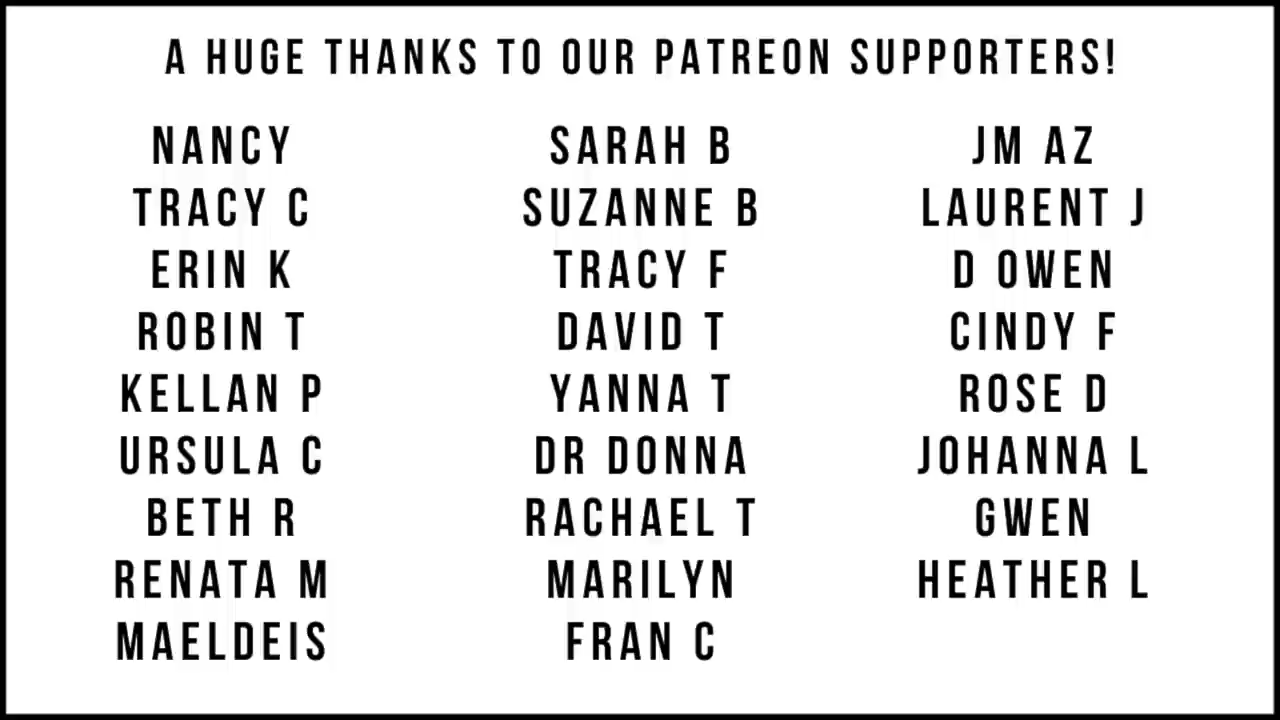 A HUGE THANKS TO OUR PATREON SUPPORTERS!
NANCY
TRACY C
ERIN K
ROBIN T
KELLAN P
URSULA C
BETH R
RENATA M
MAELDEIS
SARAH B
SUZANNE B
TRACY F
DAVID T
YANNA T
DR DONNA
RACHAEL T
MARILYN
FRAN C
JM AZ
LAURENT J
D OWEN
CINDY F
ROSE D
JOHANNA L
GWEN
HEATHER L